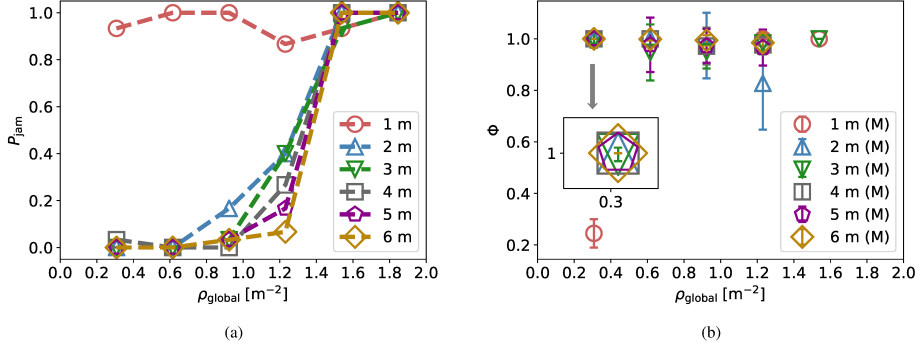 1.0
0.8
0.6
0.4
0.2
0.0
P_jam
1 m
2 m
3 m
4 m
5 m
6 m
0.0 0.2 0.4 0.6 0.8 1.0 1.2 1.4 1.6 1.8 2.0
ρ_global [m⁻²]
(a)
1.0
0.8
0.6
0.4
0.2
Φ
1
0.3
1 m (M)
2 m (M)
3 m (M)
4 m (M)
5 m (M)
6 m (M)
0.0 0.2 0.4 0.6 0.8 1.0 1.2 1.4 1.6 1.8 2.0
ρ_global [m⁻²]
(b)